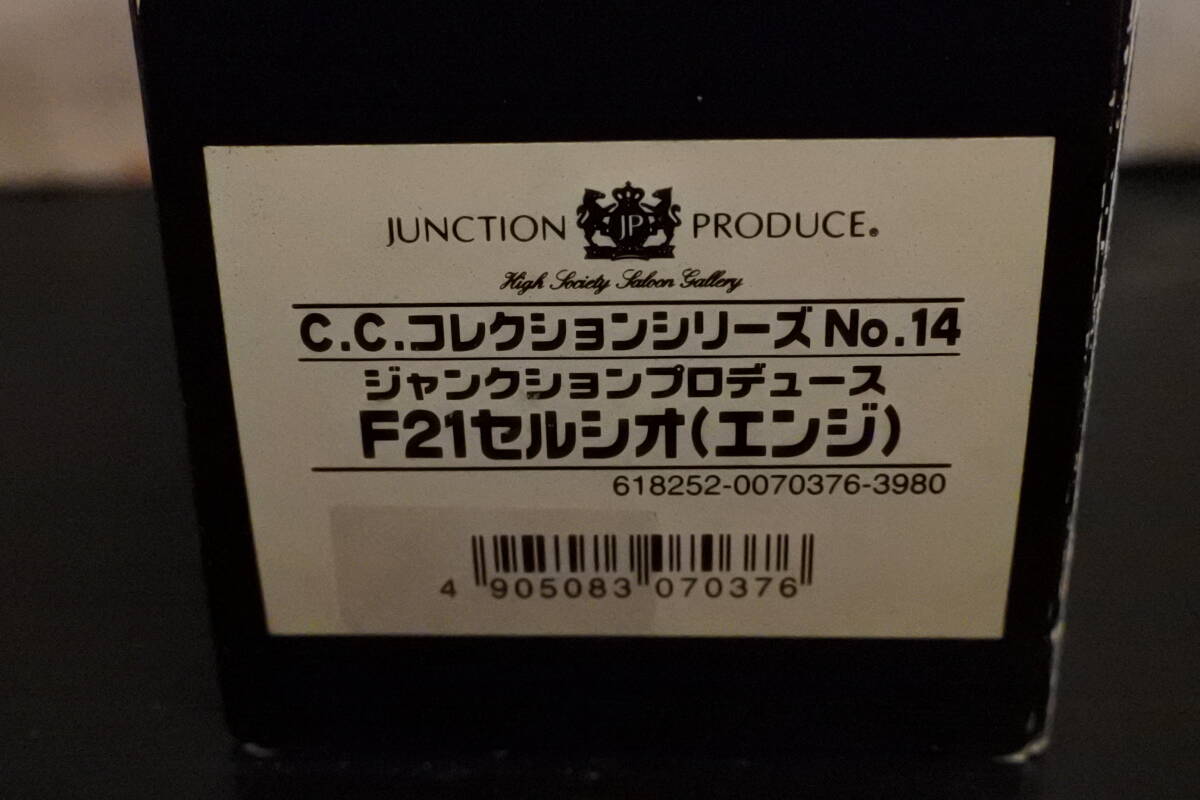 JUNCTION JP PRODUCE®
High Society Saloon Gallery
C.C.コレクションシリーズ No.14
ジャンクションプロデュース
F21セルシオ(エンジ)
618252-0070376-3980
4 905083 070376